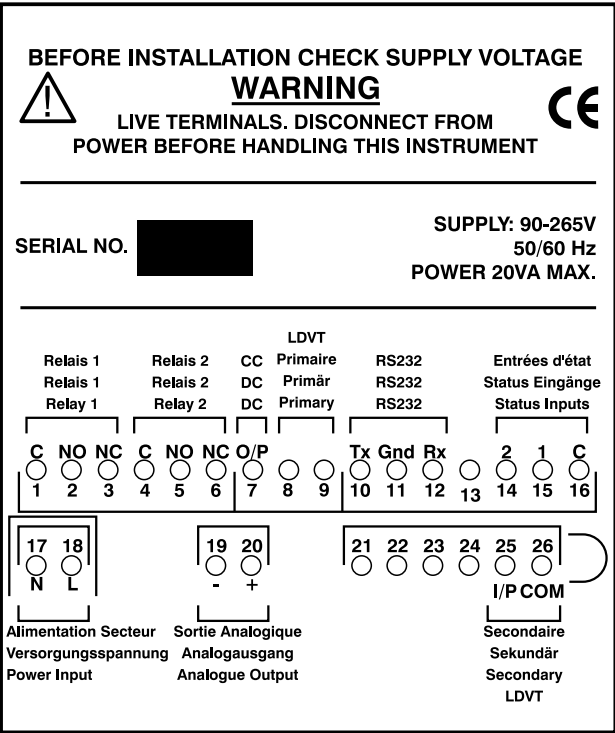 BEFORE INSTALLATION CHECK SUPPLY VOLTAGE
WARNING
LIVE TERMINALS. DISCONNECT FROM
POWER BEFORE HANDLING THIS INSTRUMENT
CE
SERIAL NO.
SUPPLY: 90-265V
50/60 Hz
POWER 20VA MAX.
LDVT
Relais 1 Relais 2 CC Primaire RS232 Entrées d'état
Relais 1 Relais 2 DC Primär RS232 Status Eingänge
Relay 1 Relay 2 DC Primary RS232 Status Inputs
C NO NC C NO NC O/P Tx Gnd Rx 2 1 C
1 2 3 4 5 6 7 8 9 10 11 12 13 14 15 16
17 18 19 20 21 22 23 24 25 26
N L - + I/P COM
Alimentation Secteur Sortie Analogique Secondaire
Versorgungsspannung Analogausgang Sekundär
Power Input Analogue Output Secondary
LDVT